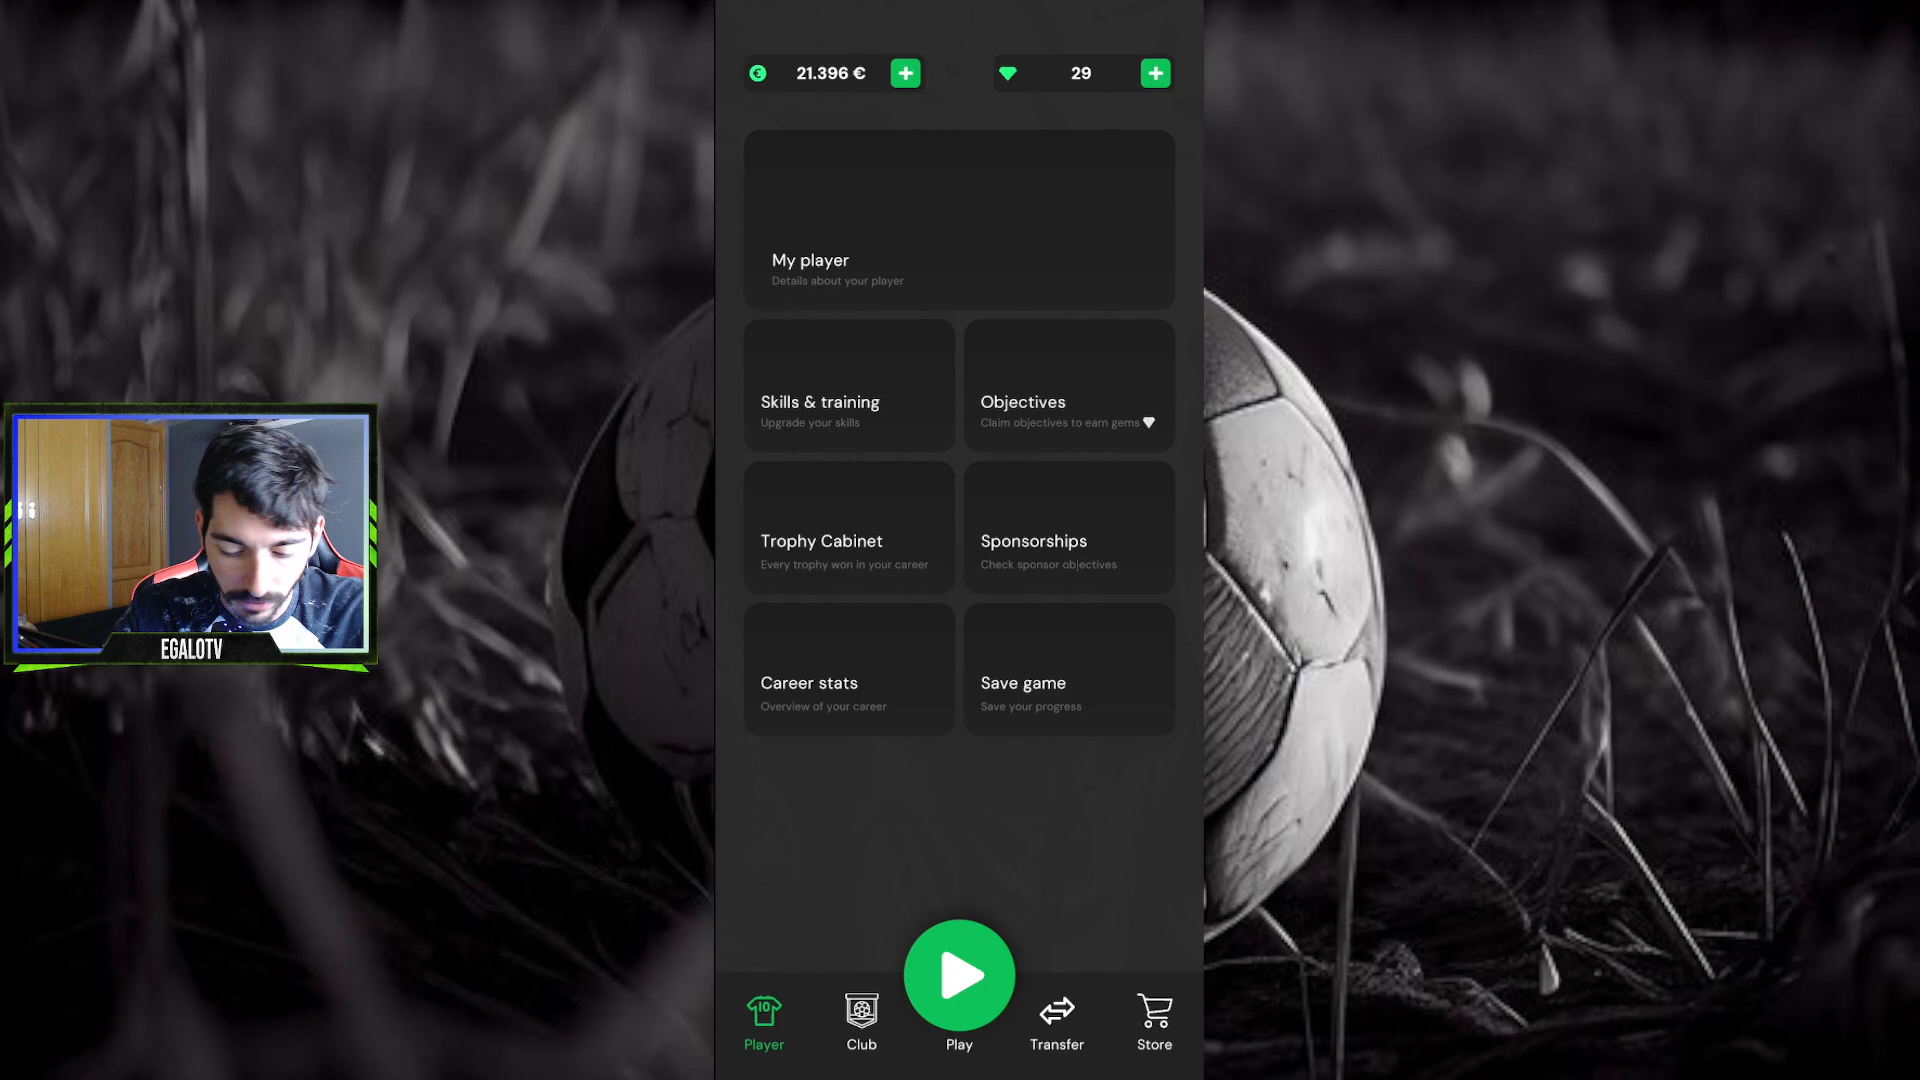 21.396 €
29
My player
Details about your player
Skills & training
Upgrade your skills
Objectives
Claim objectives to earn gems
Trophy Cabinet
Every trophy won in your career
Sponsorships
Check sponsor objectives
Career stats
Overview of your career
Save game
Save your progress
EGALOTV
10
Player
Club
Play
Transfer
Store